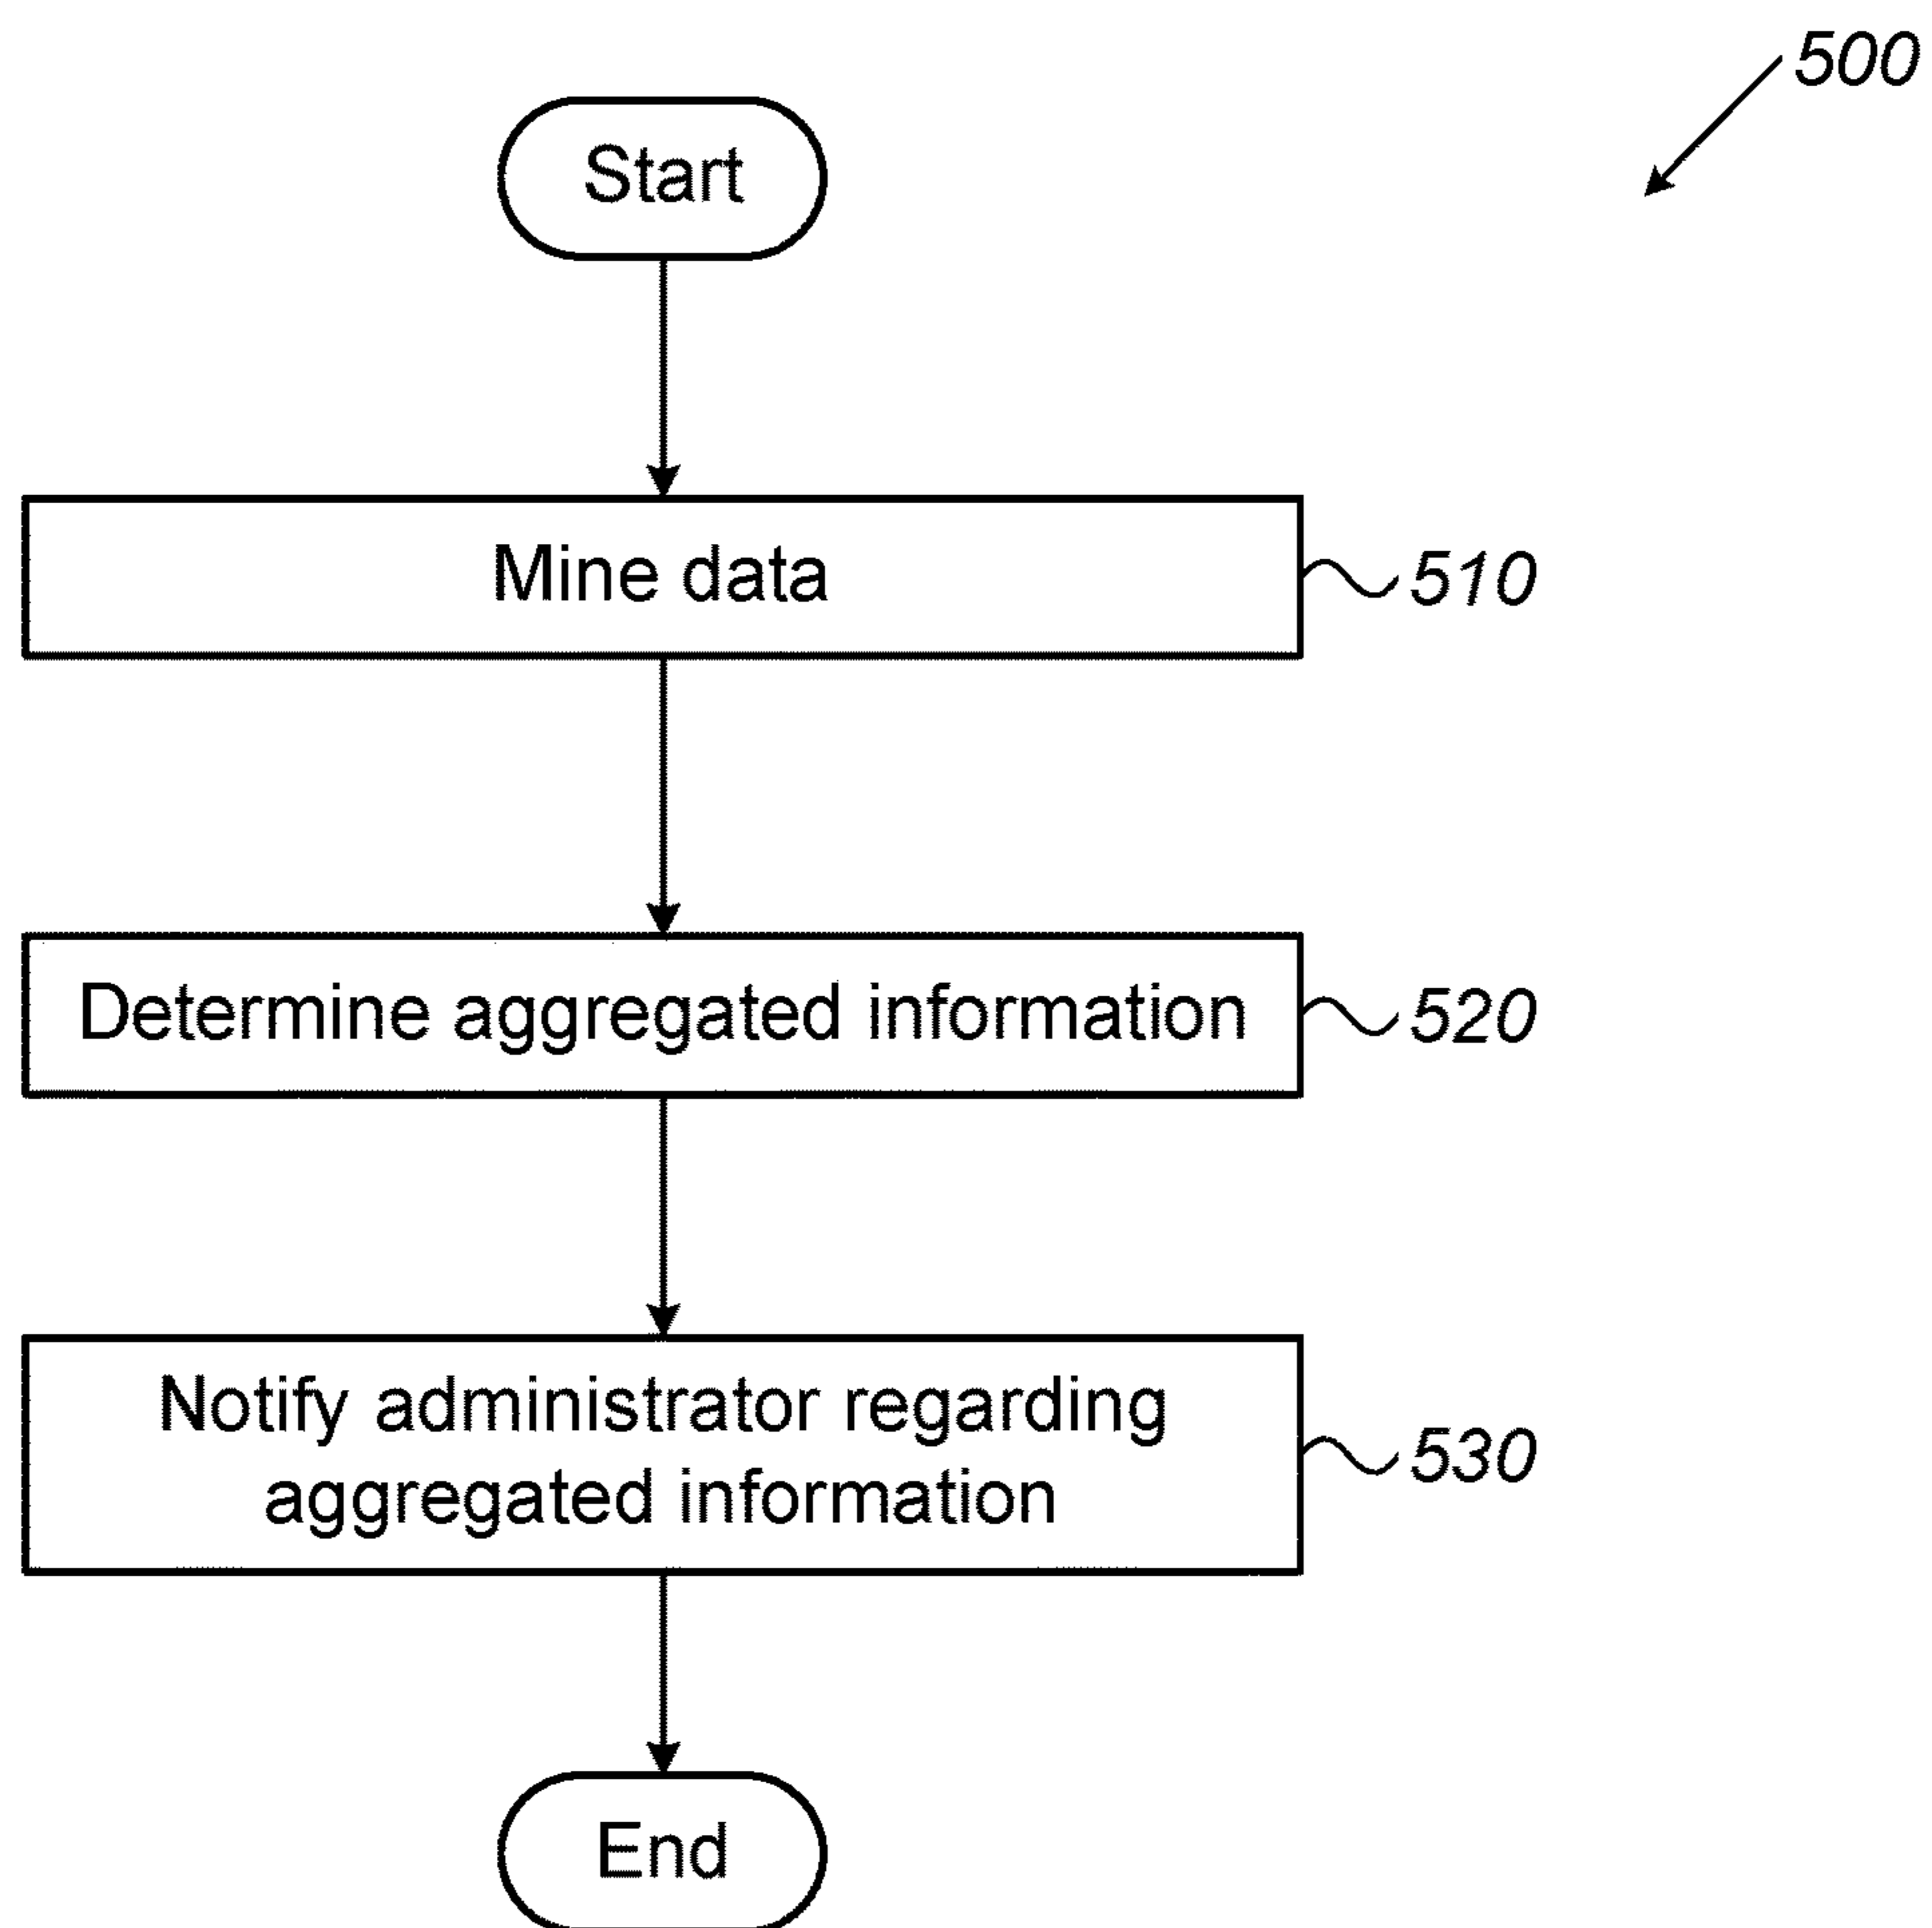 500
Start
Mine data
510
Determine aggregated information
520
Notify administrator regarding
aggregated information
530
End